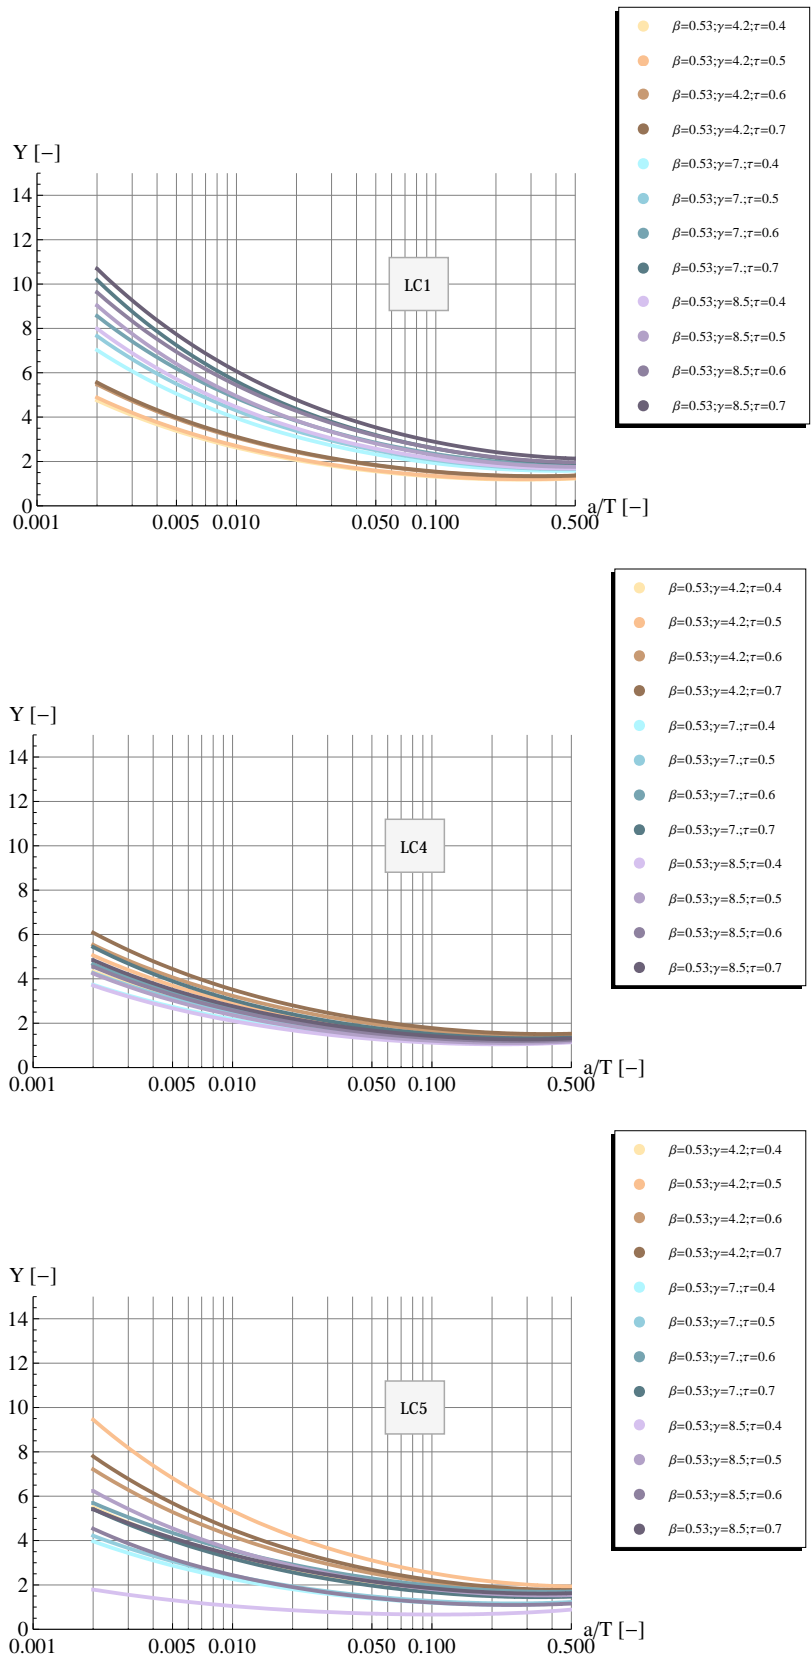 β=0.53;γ=4.2;τ=0.4
β=0.53;γ=4.2;τ=0.5
β=0.53;γ=4.2;τ=0.6
β=0.53;γ=4.2;τ=0.7
β=0.53;γ=7.;τ=0.4
β=0.53;γ=7.;τ=0.5
β=0.53;γ=7.;τ=0.6
β=0.53;γ=7.;τ=0.7
β=0.53;γ=8.5;τ=0.4
β=0.53;γ=8.5;τ=0.5
β=0.53;γ=8.5;τ=0.6
β=0.53;γ=8.5;τ=0.7
Y [−]
14
12
10
8
6
4
2
0
LC1
0.001 0.005 0.010 0.050 0.100 0.500
a/T [−]
β=0.53;γ=4.2;τ=0.4
β=0.53;γ=4.2;τ=0.5
β=0.53;γ=4.2;τ=0.6
β=0.53;γ=4.2;τ=0.7
β=0.53;γ=7.;τ=0.4
β=0.53;γ=7.;τ=0.5
β=0.53;γ=7.;τ=0.6
β=0.53;γ=7.;τ=0.7
β=0.53;γ=8.5;τ=0.4
β=0.53;γ=8.5;τ=0.5
β=0.53;γ=8.5;τ=0.6
β=0.53;γ=8.5;τ=0.7
Y [−]
14
12
10
8
6
4
2
0
LC4
0.001 0.005 0.010 0.050 0.100 0.500
a/T [−]
β=0.53;γ=4.2;τ=0.4
β=0.53;γ=4.2;τ=0.5
β=0.53;γ=4.2;τ=0.6
β=0.53;γ=4.2;τ=0.7
β=0.53;γ=7.;τ=0.4
β=0.53;γ=7.;τ=0.5
β=0.53;γ=7.;τ=0.6
β=0.53;γ=7.;τ=0.7
β=0.53;γ=8.5;τ=0.4
β=0.53;γ=8.5;τ=0.5
β=0.53;γ=8.5;τ=0.6
β=0.53;γ=8.5;τ=0.7
Y [−]
14
12
10
8
6
4
2
0
LC5
0.001 0.005 0.010 0.050 0.100 0.500
a/T [−]